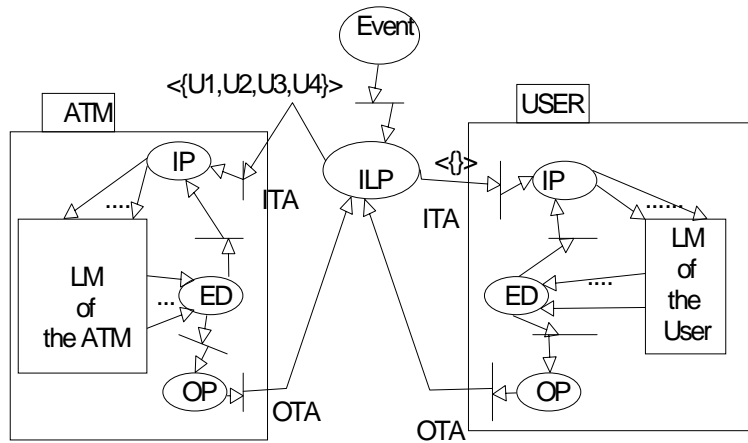 Event
<{U1,U2,U3,U4}>
ATM
USER
<{}>
IP
ILP
IP
ITA
ITA
....
......
LM
of
the ATM
LM
of
the
User
...
ED
ED
....
OP
OP
OTA
OTA